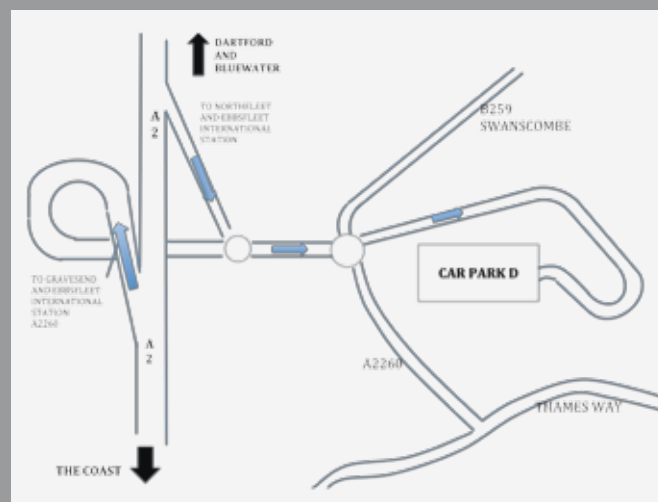 DARTFORD
AND
BLUEWATER
A
2
TO NORTHFLEET
AND EBBSFLEET
INTERNATIONAL
STATION
B259
SWANSCOMBE
CAR PARK D
TO GRAVESEND
AND EBBSFLEET
INTERNATIONAL
STATION
A2260
A
2
A2260
THAMES WAY
THE COAST